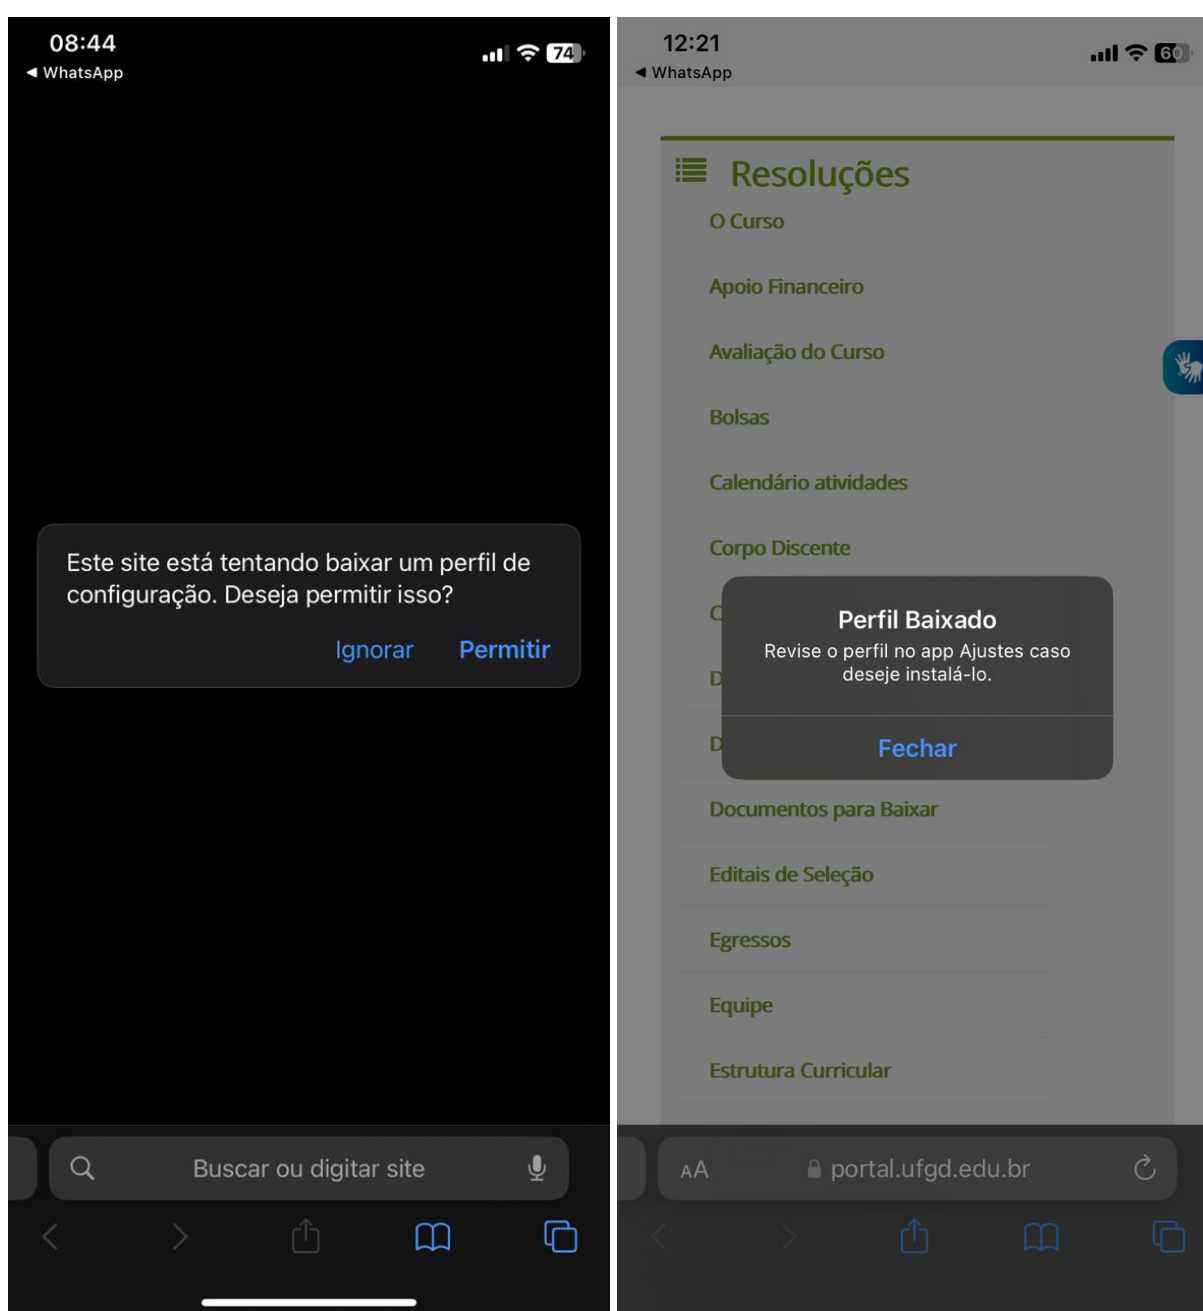 08:44
74
◀ WhatsApp
Este site está tentando baixar um perfil de
configuração. Deseja permitir isso?
Ignorar
Permitir
Buscar ou digitar site
12:21
60
◀ WhatsApp
Resoluções
O Curso
Apoio Financeiro
Avaliação do Curso
Bolsas
Calendário atividades
Corpo Discente
C
D
D
Perfil Baixado
Revise o perfil no app Ajustes caso
deseje instalá-lo.
Fechar
Documentos para Baixar
Editais de Seleção
Egressos
Equipe
Estrutura Curricular
AA
portal.ufgd.edu.br